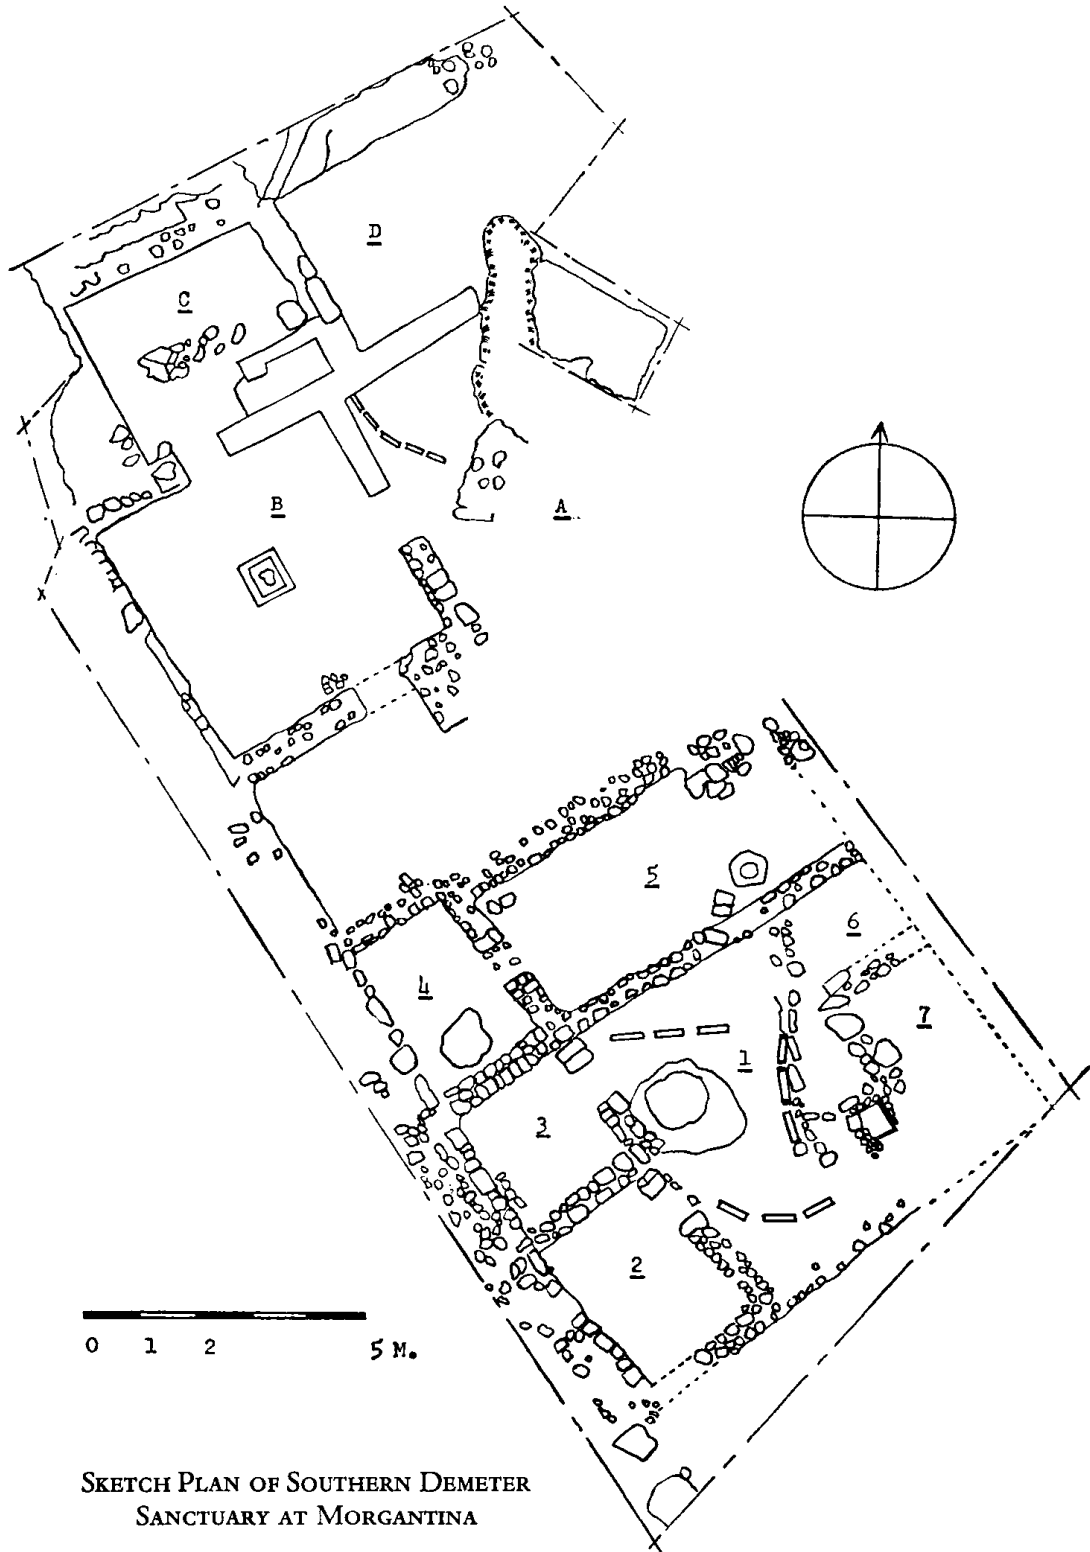 D
C
B
A
5
6
4
7
1
3
2
0 1 2 5 M.
SKETCH PLAN OF SOUTHERN DEMETER
SANCTUARY AT MORGANTINA